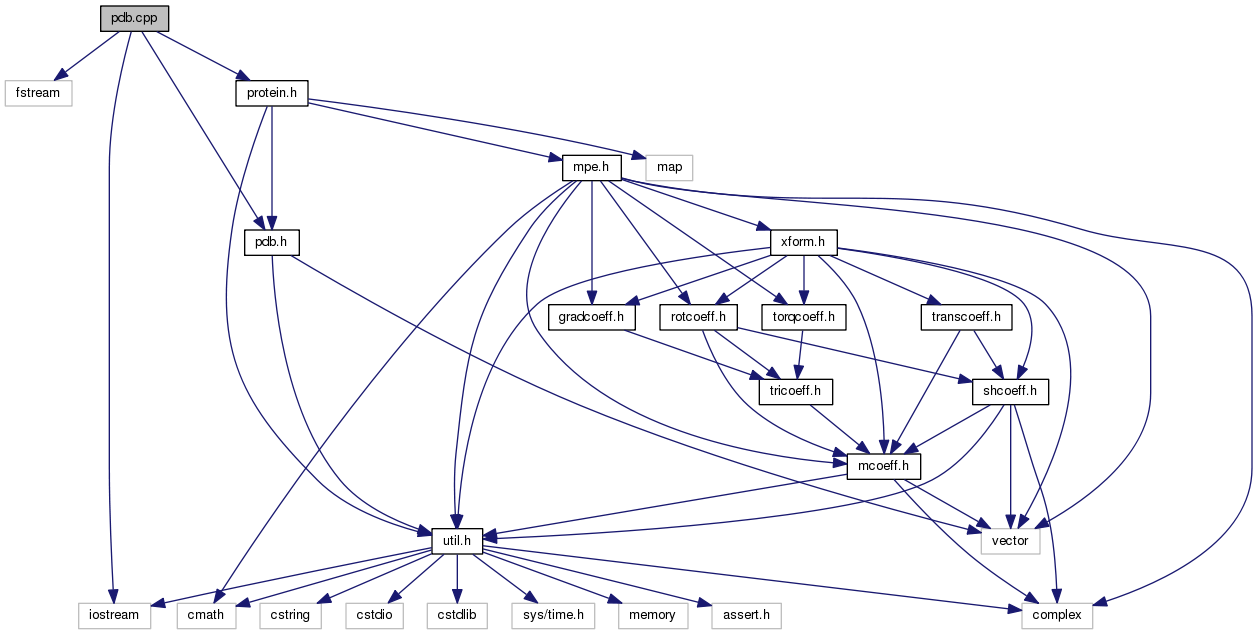 pdb.cpp
fstream
protein.h
mpe.h
map
pdb.h
xform.h
gradcoeff.h
rotcoeff.h
torqcoeff.h
transcoeff.h
tricoeff.h
shcoeff.h
mcoeff.h
util.h
vector
iostream
cmath
cstring
cstdio
cstdlib
sys/time.h
memory
assert.h
complex